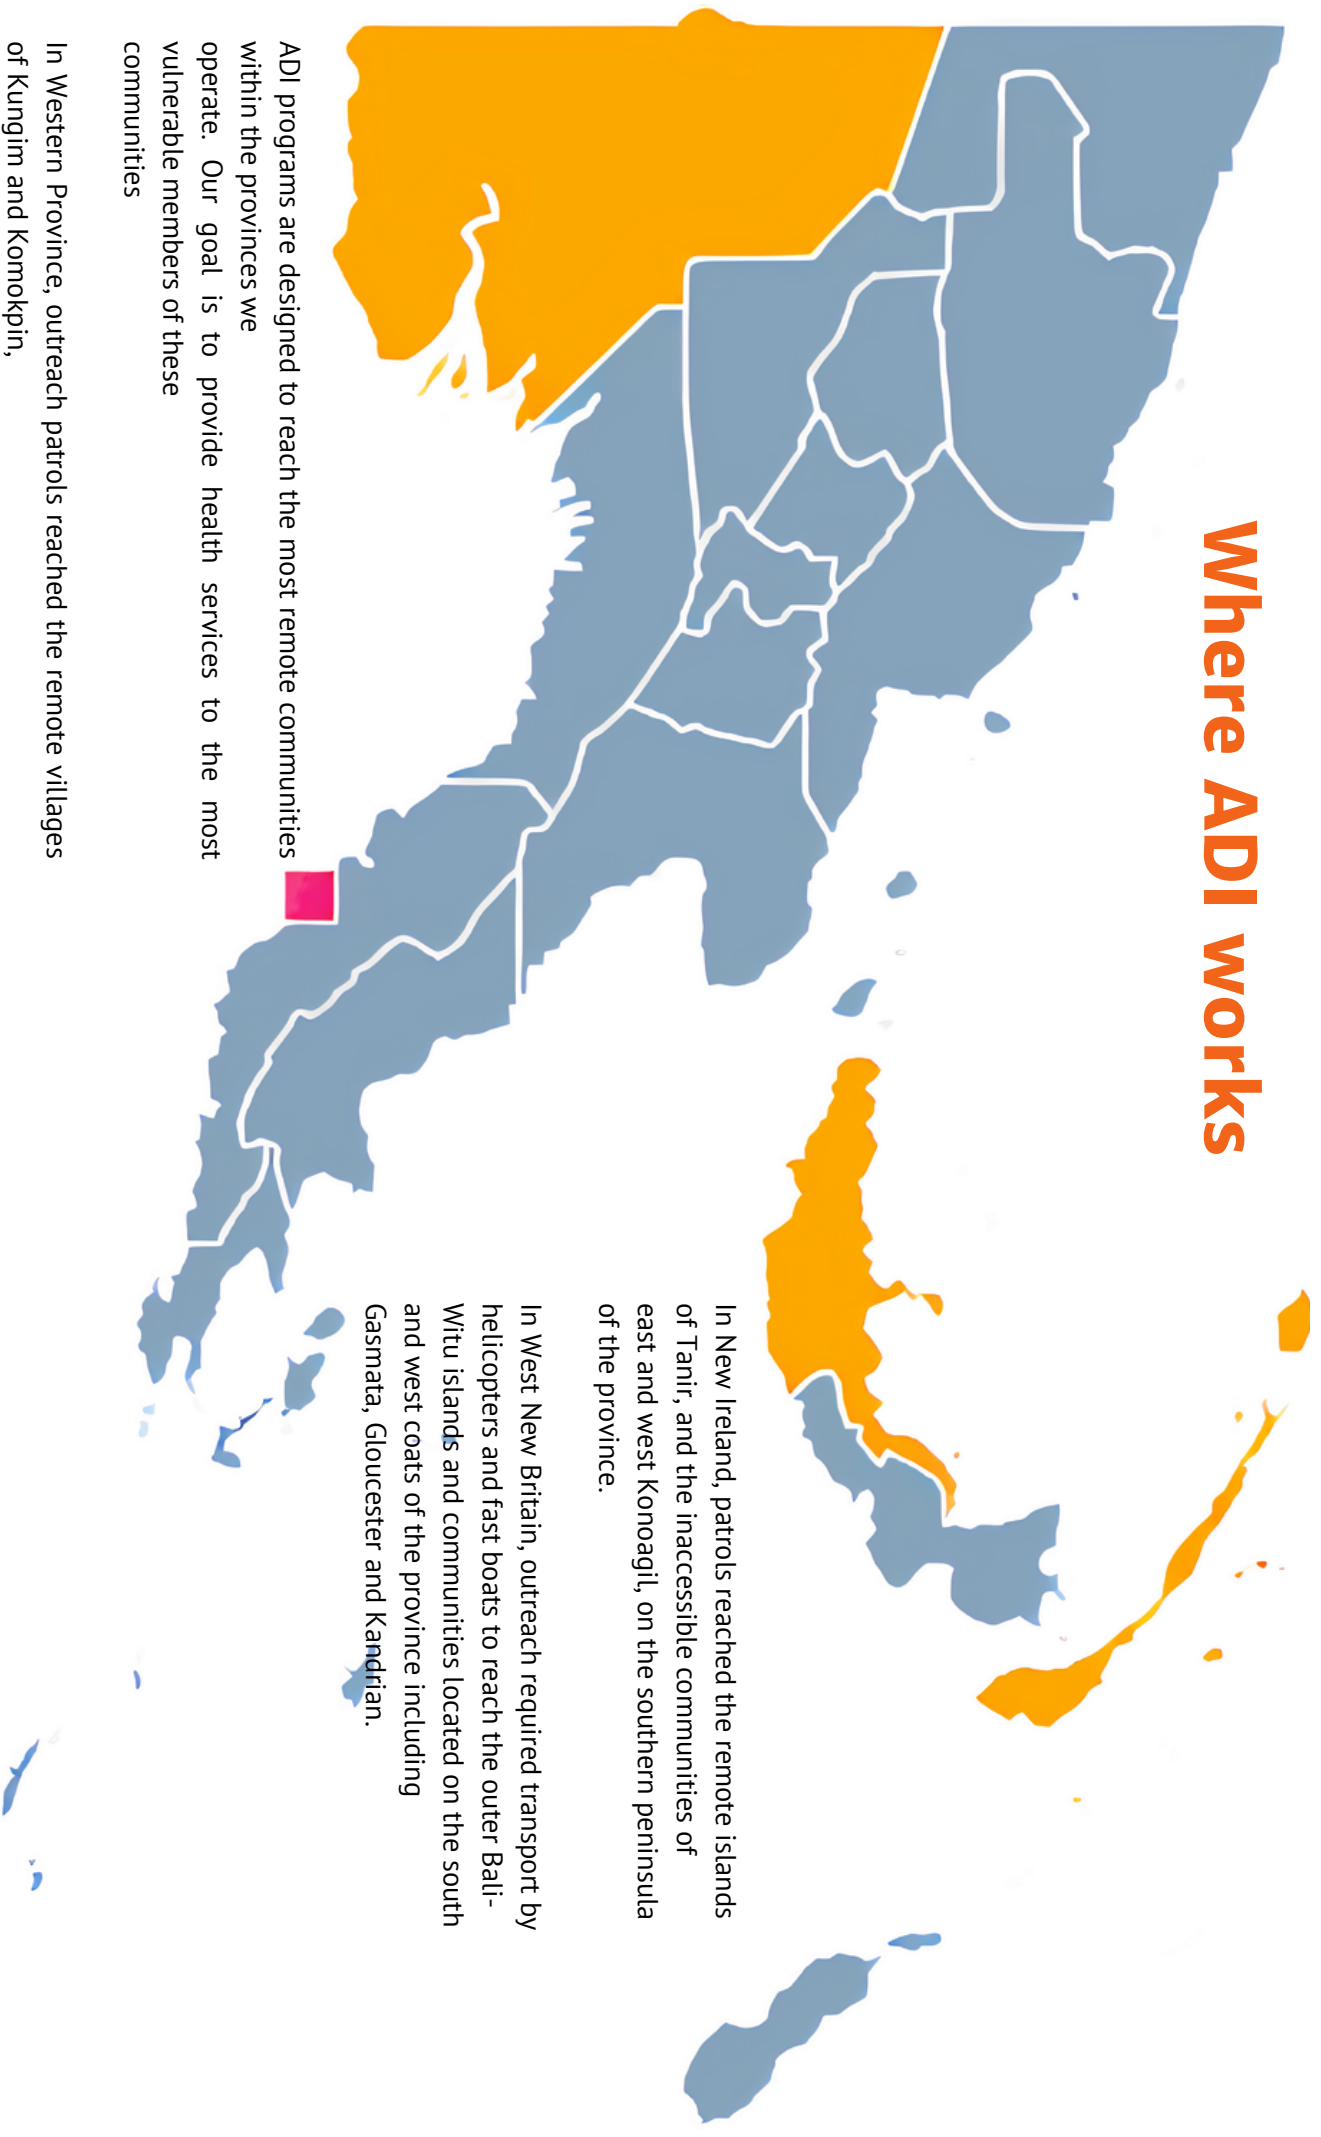 Where ADI works
ADI programs are designed to reach the most remote communities
within the provinces we
operate. Our goal is to provide health services to the most
vulnerable members of these
communities
In Western Province, outreach patrols reached the remote villages
of Kungim and Komokpin,
In New Ireland, patrols reached the remote islands
of Tanir, and the inaccessible communities of
east and west Konoagil, on the southern peninsula
of the province.
In West New Britain, outreach required transport by
helicopters and fast boats to reach the outer Bali-
Witu islands and communities located on the south
and west coats of the province including
Gasmata, Gloucester and Kandrian.